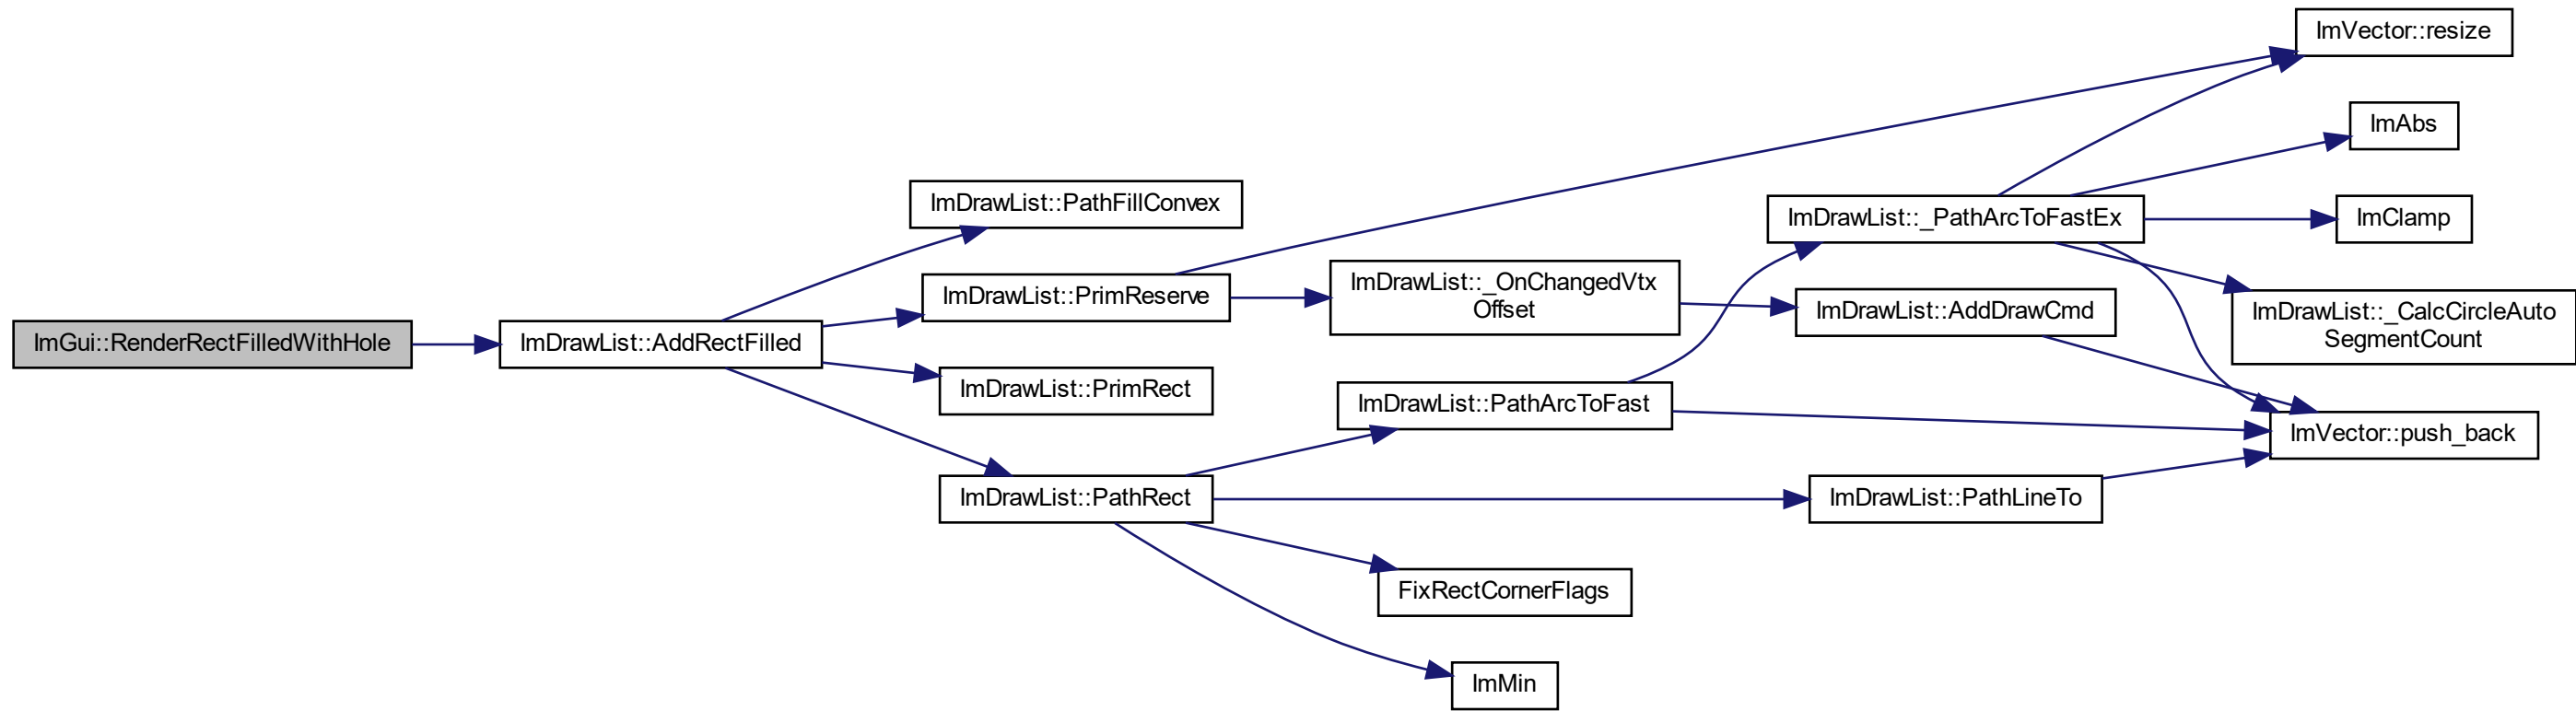 ImGui::RenderRectFilledWithHole
ImDrawList::AddRectFilled
ImDrawList::PathFillConvex
ImDrawList::PrimReserve
ImDrawList::PrimRect
ImDrawList::PathRect
ImDrawList::_OnChangedVtx
Offset
ImDrawList::PathArcToFast
FixRectCornerFlags
ImMin
ImDrawList::_PathArcToFastEx
ImDrawList::AddDrawCmd
ImDrawList::PathLineTo
ImVector::resize
ImAbs
ImClamp
ImDrawList::_CalcCircleAuto
SegmentCount
ImVector::push_back